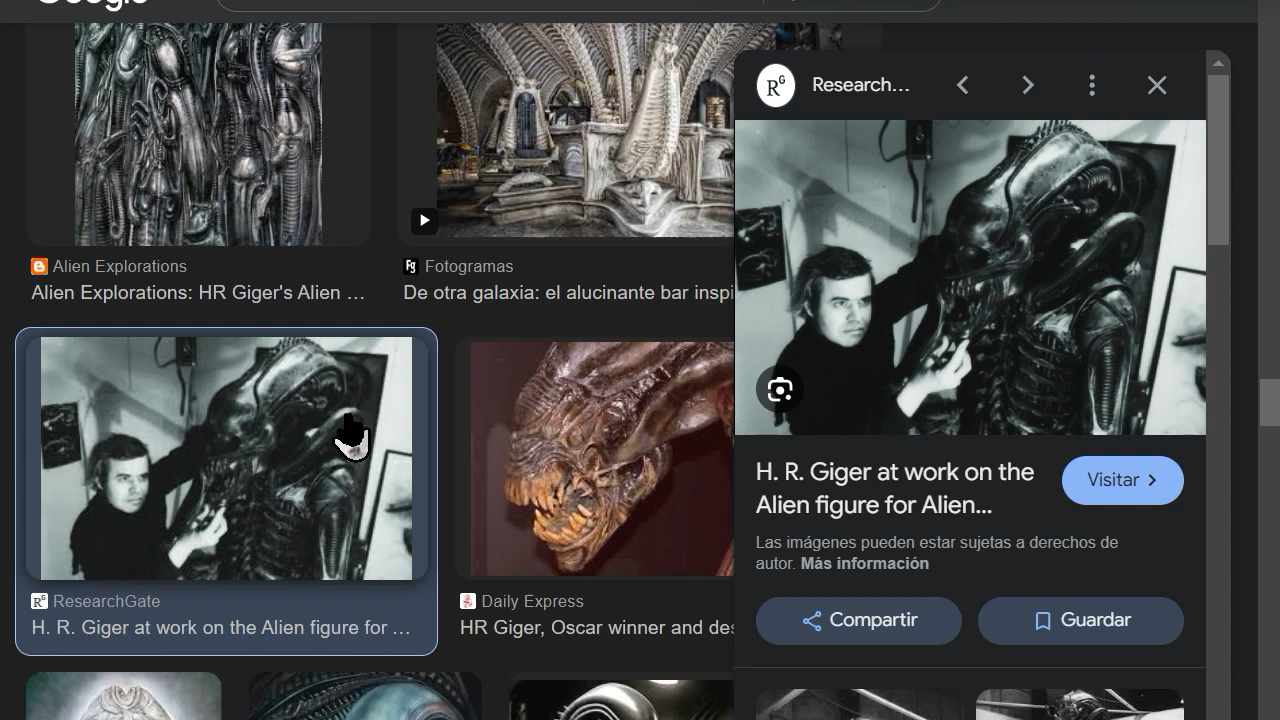 Google
Research...
Alien Explorations
Alien Explorations: HR Giger's Alien ...
Fotogramas
De otra galaxia: el alucinante bar inspi
ResearchGate
H. R. Giger at work on the Alien figure for ...
Daily Express
HR Giger, Oscar winner and des
H. R. Giger at work on the
Alien figure for Alien...
Visitar
Las imágenes pueden estar sujetas a derechos de
autor. Más información
Compartir
Guardar